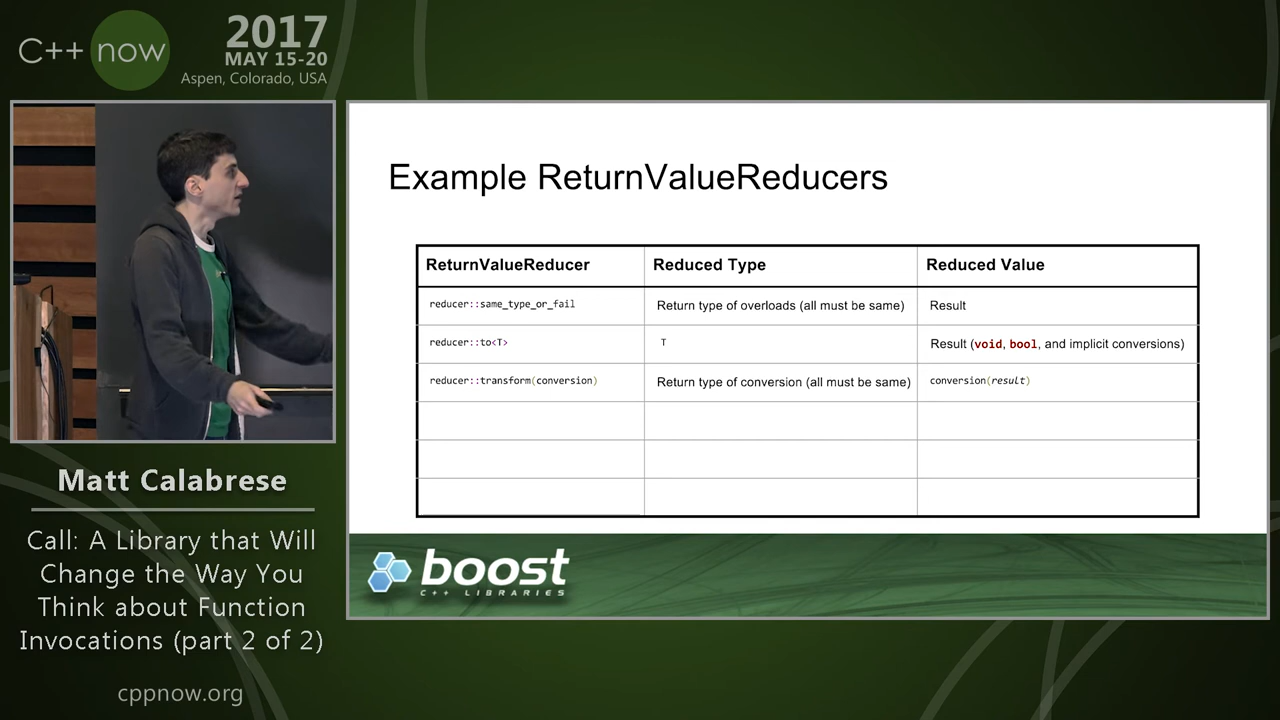 C++ now
2017
MAY 15-20
Aspen, Colorado, USA
Example ReturnValueReducers
ReturnValueReducer Reduced Type Reduced Value
reducer::same_type_or_fail Return type of overloads (all must be same) Result
reducer::to<T> T Result (void, bool, and implicit conversions)
reducer::transform(conversion) Return type of conversion (all must be same) conversion(result)
boost
C++ LIBRARIES
Matt Calabrese
Call: A Library that Will
Change the Way You
Think about Function
Invocations (part 2 of 2)
cppnow.org